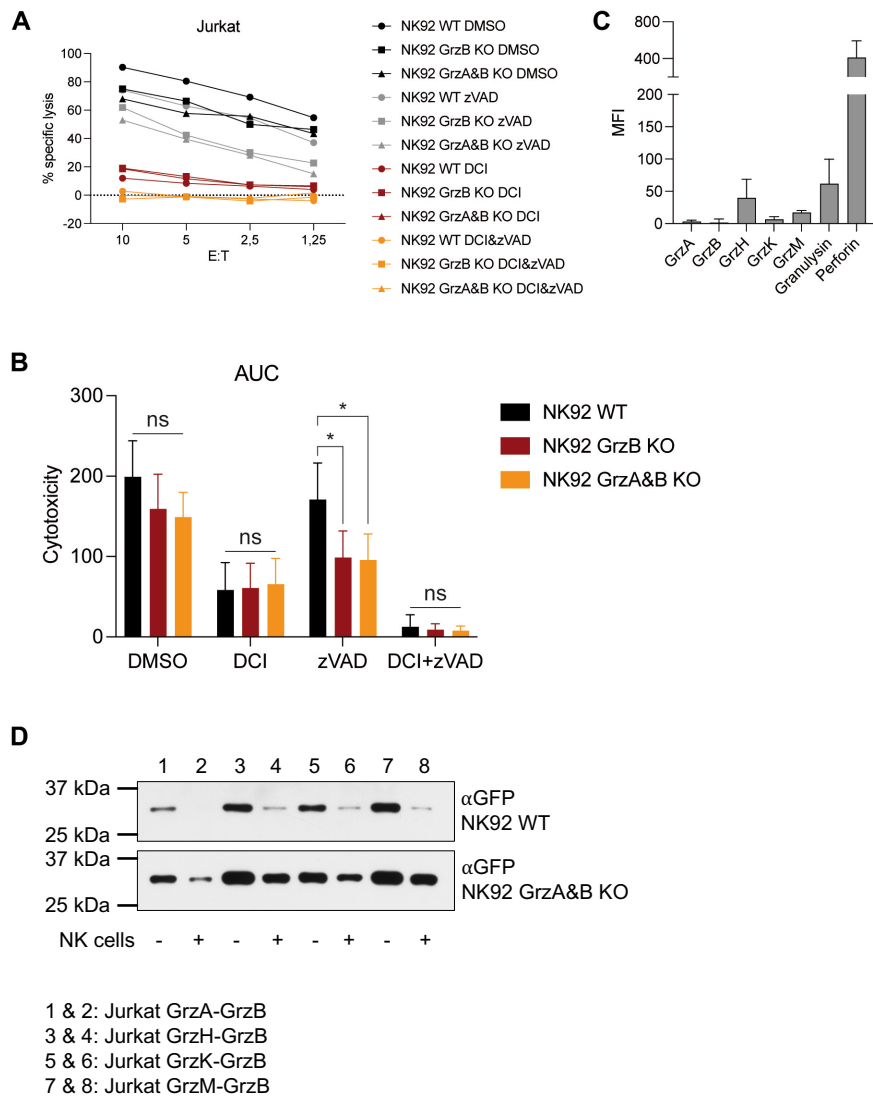 A
Jurkat
% specific lysis
100
80
60
40
20
0
-20
10
5
2,5
1,25
E:T
NK92 WT DMSO
NK92 GrzB KO DMSO
NK92 GrzA&B KO DMSO
NK92 WT zVAD
NK92 GrzB KO zVAD
NK92 GrzA&B KO zVAD
NK92 WT DCI
NK92 GrzB KO DCI
NK92 GrzA&B KO DCI
NK92 WT DCI&zVAD
NK92 GrzB KO DCI&zVAD
NK92 GrzA&B KO DCI&zVAD
C
MFI
800
400
200
150
100
50
0
GrzA
GrzB
GrzH
GrzK
GrzM
Granulysin
Perforin
B
AUC
Cytotoxicity
300
200
100
0
ns
ns
*
*
ns
DMSO
DCI
zVAD
DCI+zVAD
NK92 WT
NK92 GrzB KO
NK92 GrzA&B KO
D
1 2 3 4 5 6 7 8
37 kDa
25 kDa
αGFP
NK92 WT
37 kDa
25 kDa
αGFP
NK92 GrzA&B KO
NK cells - + - + - + - +
1 & 2: Jurkat GrzA-GrzB
3 & 4: Jurkat GrzH-GrzB
5 & 6: Jurkat GrzK-GrzB
7 & 8: Jurkat GrzM-GrzB